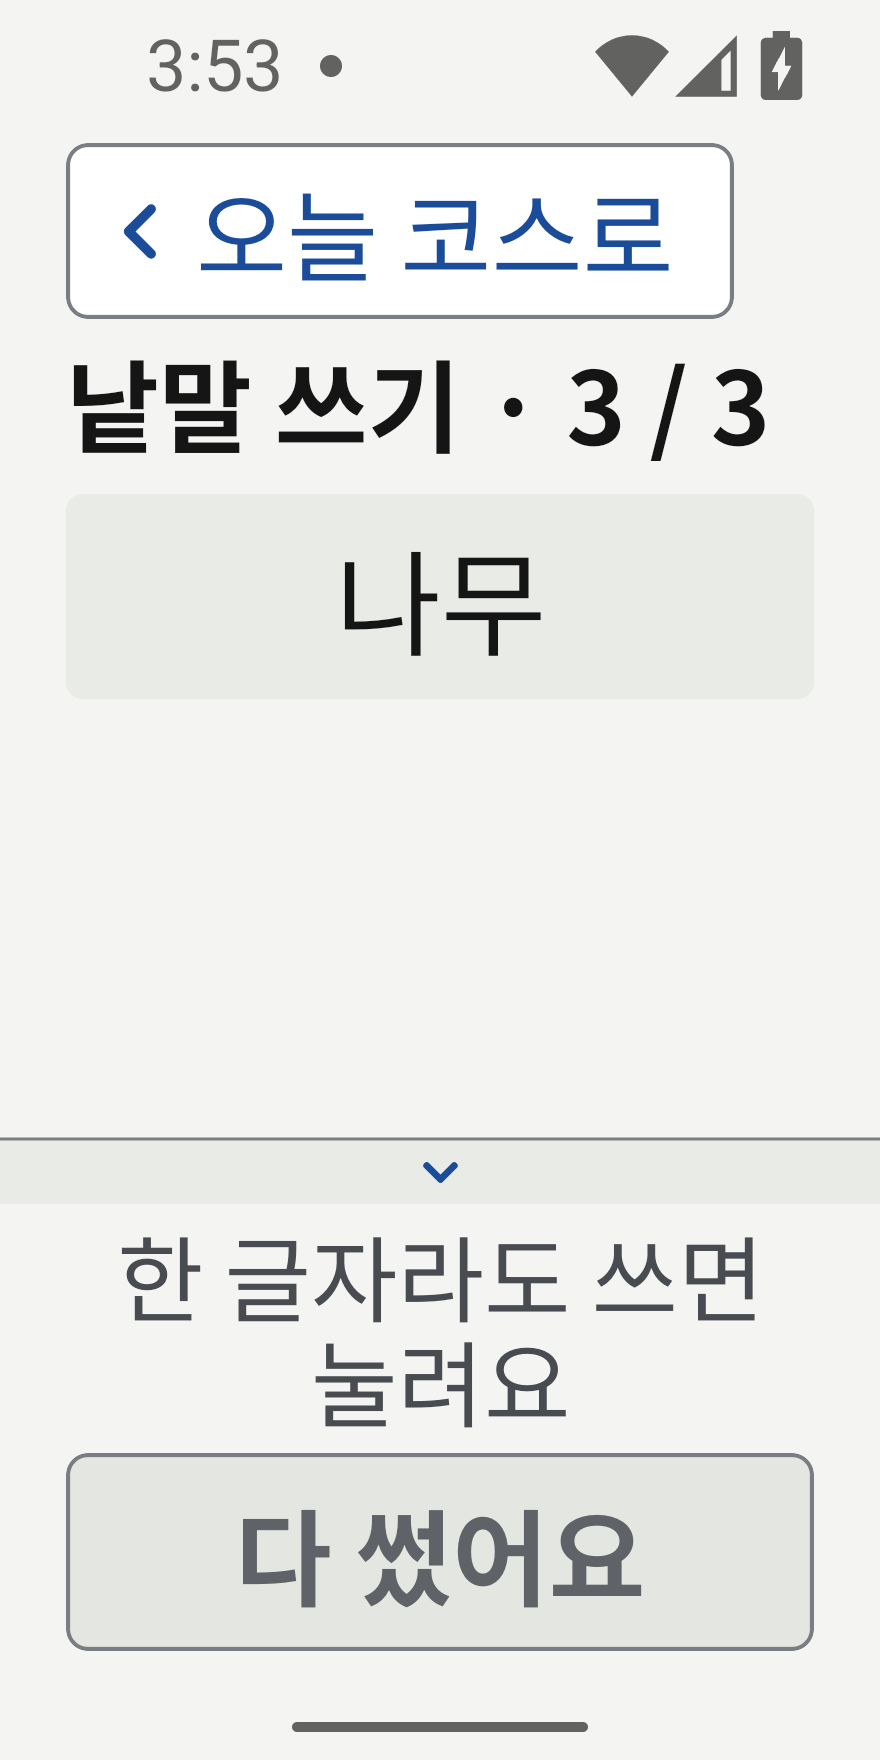 3:53
오늘 코스로
낱말 쓰기 · 3 / 3
나무
한 글자라도 쓰면
눌려요
다 썼어요